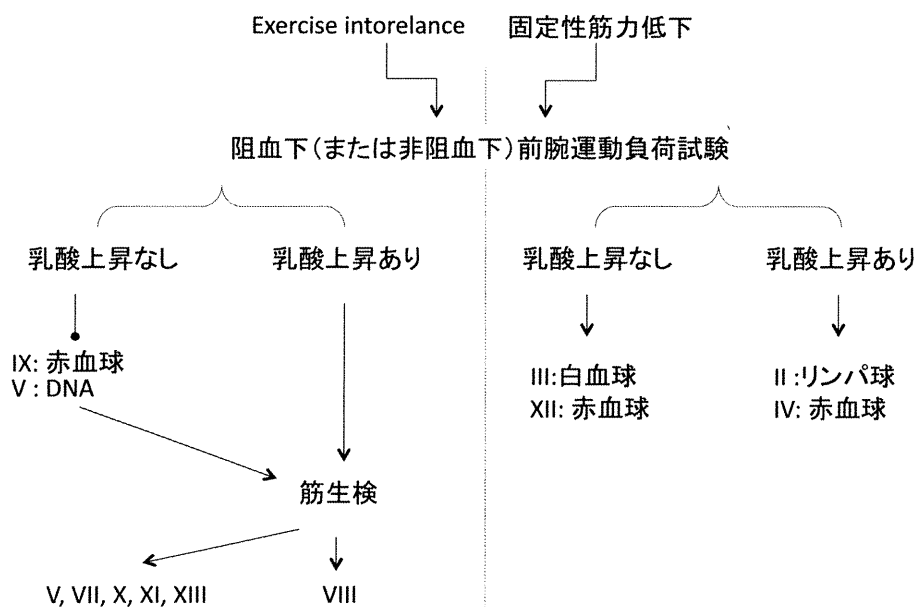 Exercise intorelance 固定性筋力低下
阻血下(または非阻血下)前腕運動負荷試験
乳酸上昇なし 乳酸上昇あり 乳酸上昇なし 乳酸上昇あり
IX: 赤血球
V : DNA
III:白血球 II :リンパ球
XII: 赤血球 IV: 赤血球
筋生検
V, VII, X, XI, XIII VIII